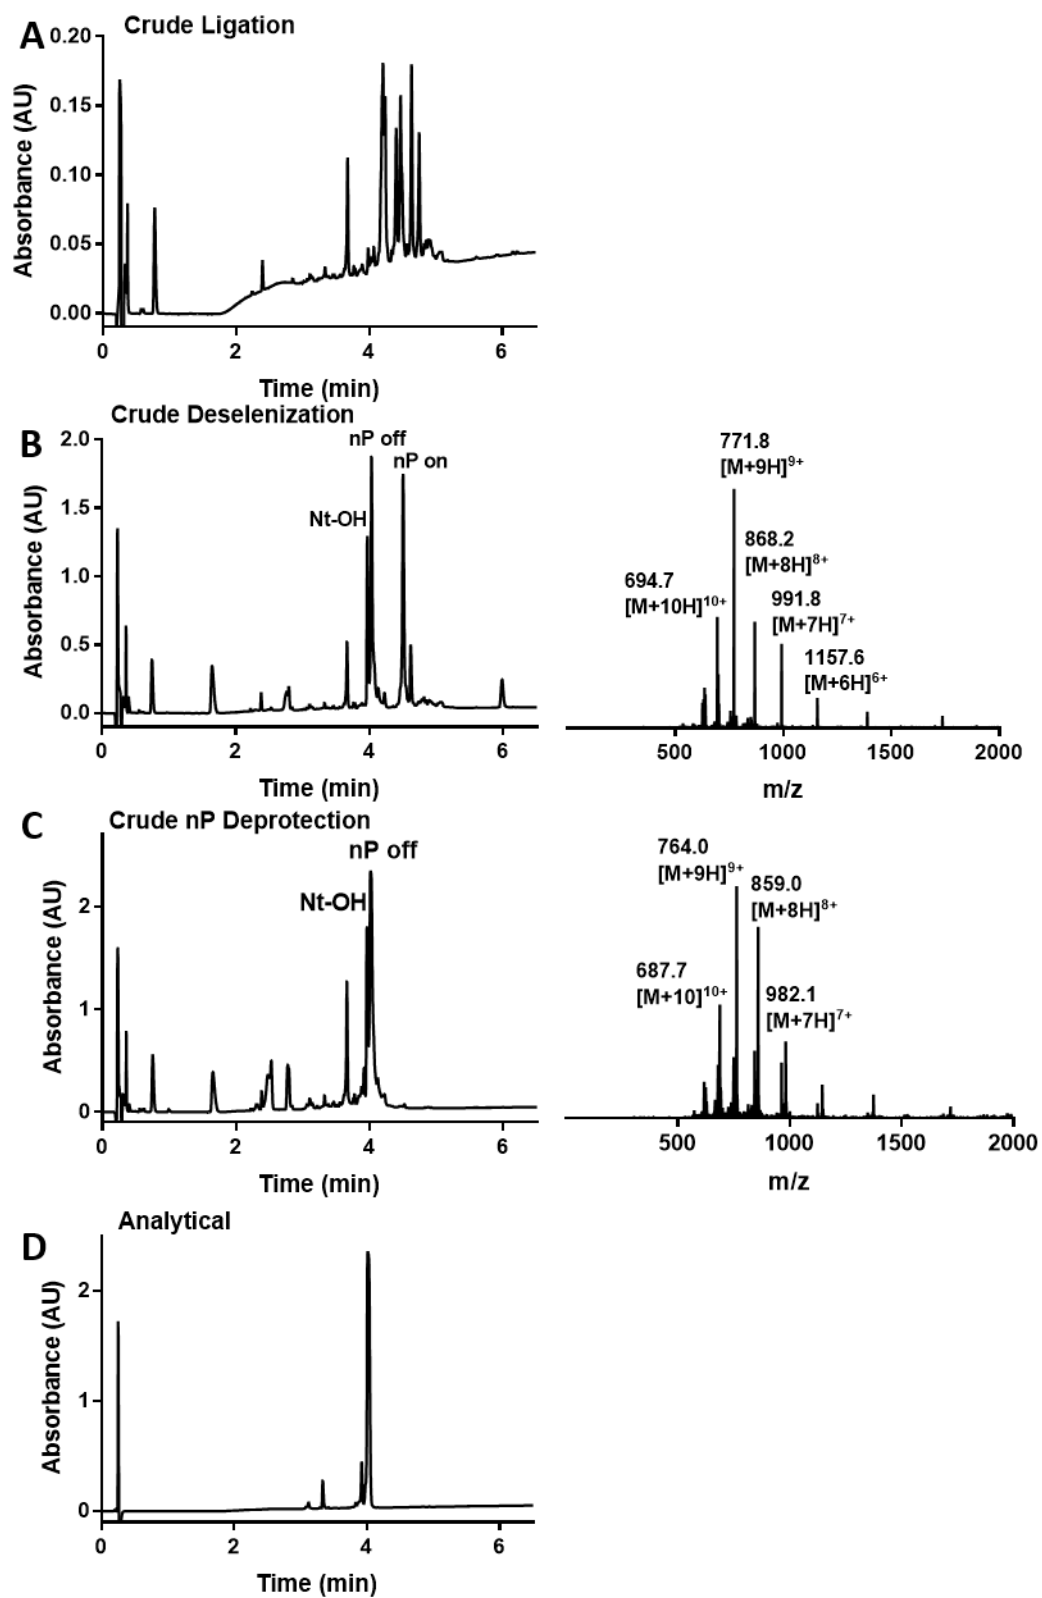 A
Crude Ligation
0.20
0.15
0.10
0.05
0.00
Absorbance (AU)
0 2 4 6
Time (min)
B
Crude Deselenization
2.0
1.5
1.0
0.5
0.0
Absorbance (AU)
nP off
nP on
Nt-OH
0 2 4 6
Time (min)
771.8
[M+9H]9+
868.2
[M+8H]8+
694.7
[M+10H]10+
991.8
[M+7H]7+
1157.6
[M+6H]6+
500 1000 1500 2000
m/z
C
Crude nP Deprotection
nP off
Nt-OH
2
1
0
Absorbance (AU)
0 2 4 6
Time (min)
764.0
[M+9H]9+
859.0
[M+8H]8+
687.7
[M+10]10+
982.1
[M+7H]7+
500 1000 1500 2000
m/z
D
Analytical
2
1
0
Absorbance (AU)
0 2 4 6
Time (min)